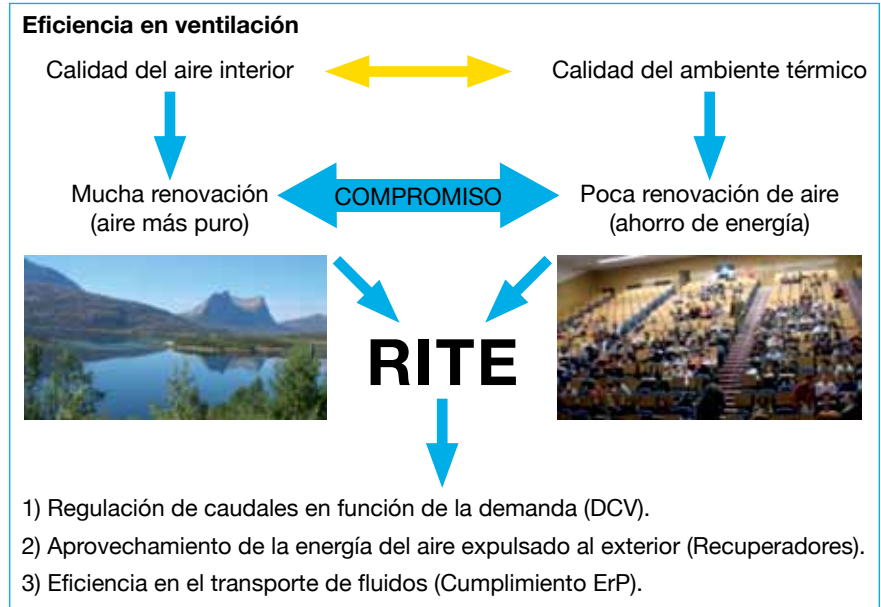 Eficiencia en ventilación
Calidad del aire interior
Calidad del ambiente térmico
Mucha renovación
(aire más puro)
COMPROMISO
Poca renovación de aire
(ahorro de energía)
RITE
1) Regulación de caudales en función de la demanda (DCV).
2) Aprovechamiento de la energía del aire expulsado al exterior (Recuperadores).
3) Eficiencia en el transporte de fluidos (Cumplimiento ErP).